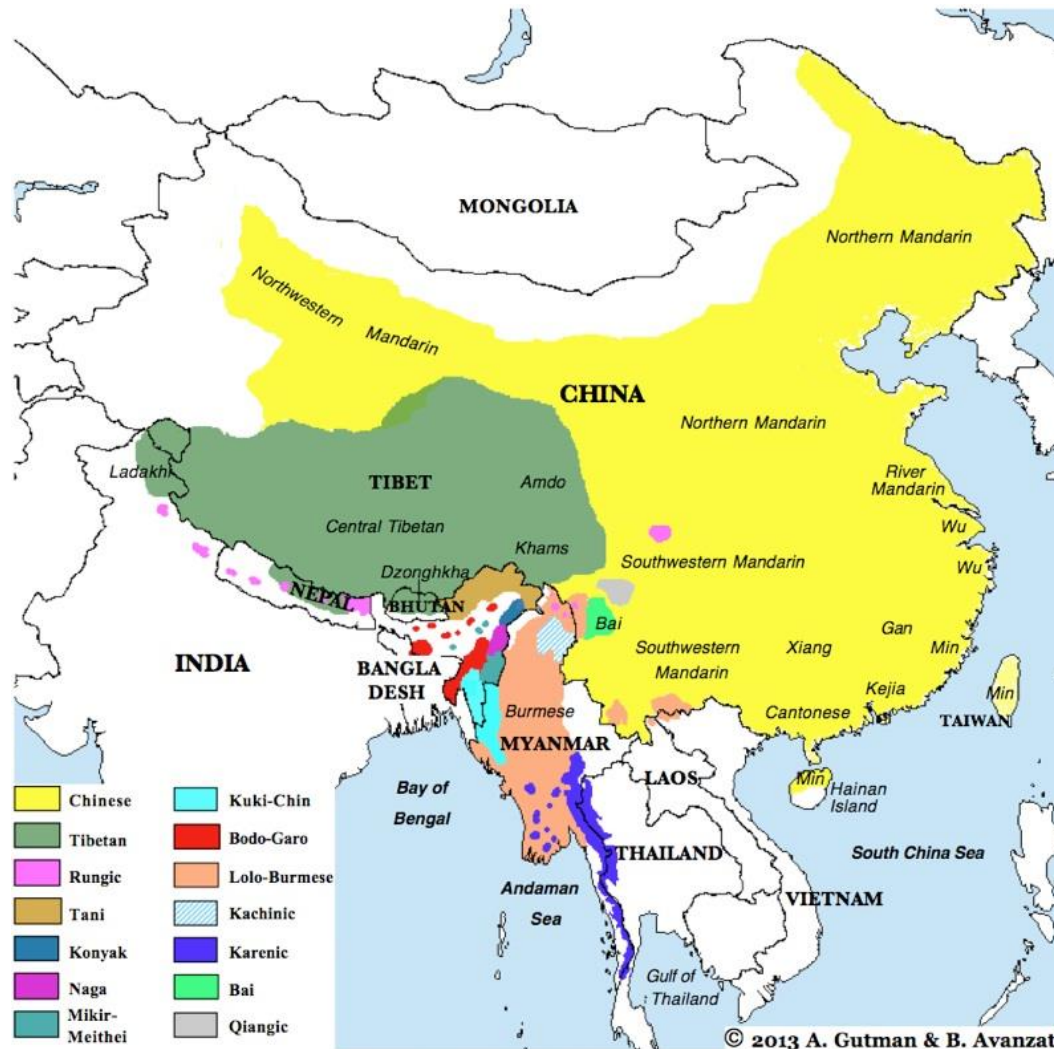 MONGOLIA
Northern Mandarin
Northwestern
Mandarin
CHINA
Northern Mandarin
Ladakhi
TIBET
Amdo
River
Mandarin
Central Tibetan
Wu
Khams
Southwestern Mandarin
Wu
Dzonghkha
NEPAL
BHUTAN
Bai
Gan
INDIA
BANGLA
DESH
Southwestern
Mandarin
Xiang
Min
Burmese
Kejia
Min
Cantonese
TAIWAN
MYANMAR
LAOS
Min
Hainan
Island
Bay of
Bengal
THAILAND
South China Sea
Andaman
Sea
VIETNAM
Gulf of
Thailand
Chinese
Tibetan
Rungic
Tani
Konyak
Naga
Mikir-
Meithei
Kuki-Chin
Bodo-Garo
Lolo-Burmese
Kachinic
Karenic
Bai
Qiangic
© 2013 A. Gutman & B. Avanzat